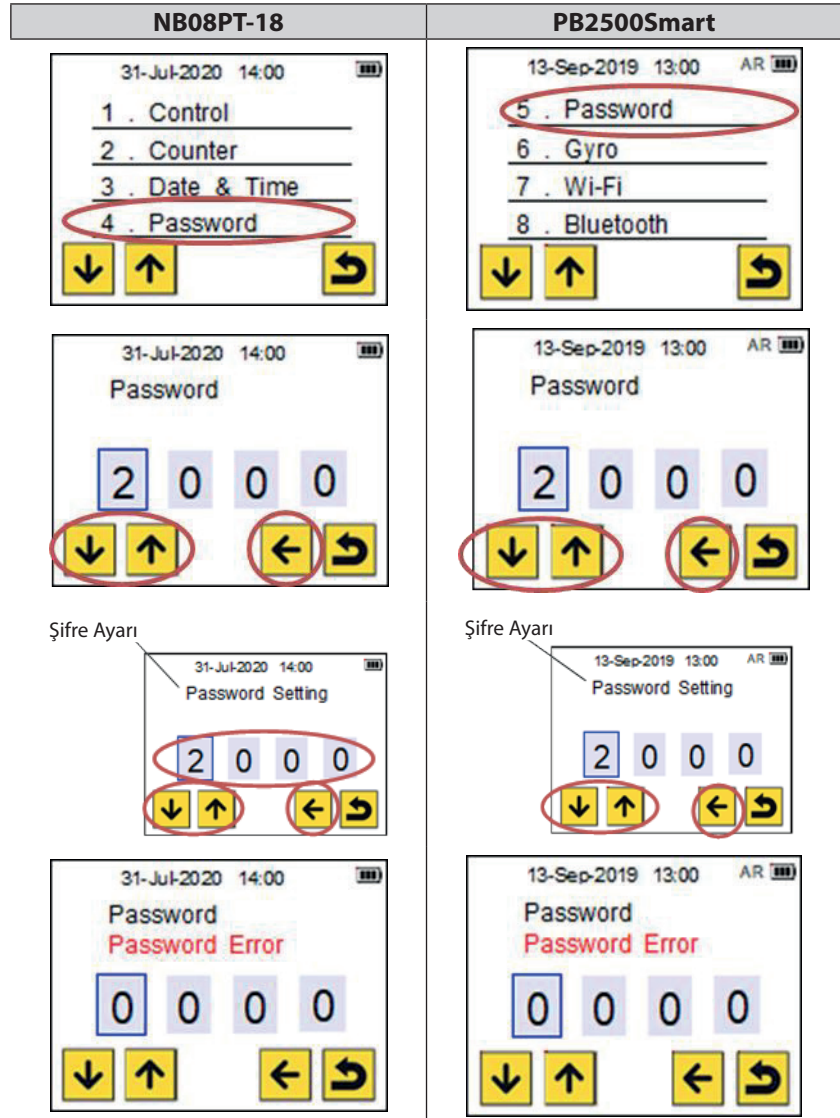 NB08PT-18
PB2500Smart
31-Jul-2020 14:00
1 . Control
2 . Counter
3 . Date & Time
4 . Password
13-Sep-2019 13:00 AR
5 . Password
6 . Gyro
7 . Wi-Fi
8 . Bluetooth
31-Jul-2020 14:00
Password
2 0 0 0
13-Sep-2019 13:00 AR
Password
2 0 0 0
Şifre Ayarı
31-Jul-2020 14:00
Password Setting
2 0 0 0
Şifre Ayarı
13-Sep-2019 13:00 AR
Password Setting
2 0 0 0
31-Jul-2020 14:00
Password
Password Error
0 0 0 0
13-Sep-2019 13:00 AR
Password
Password Error
0 0 0 0